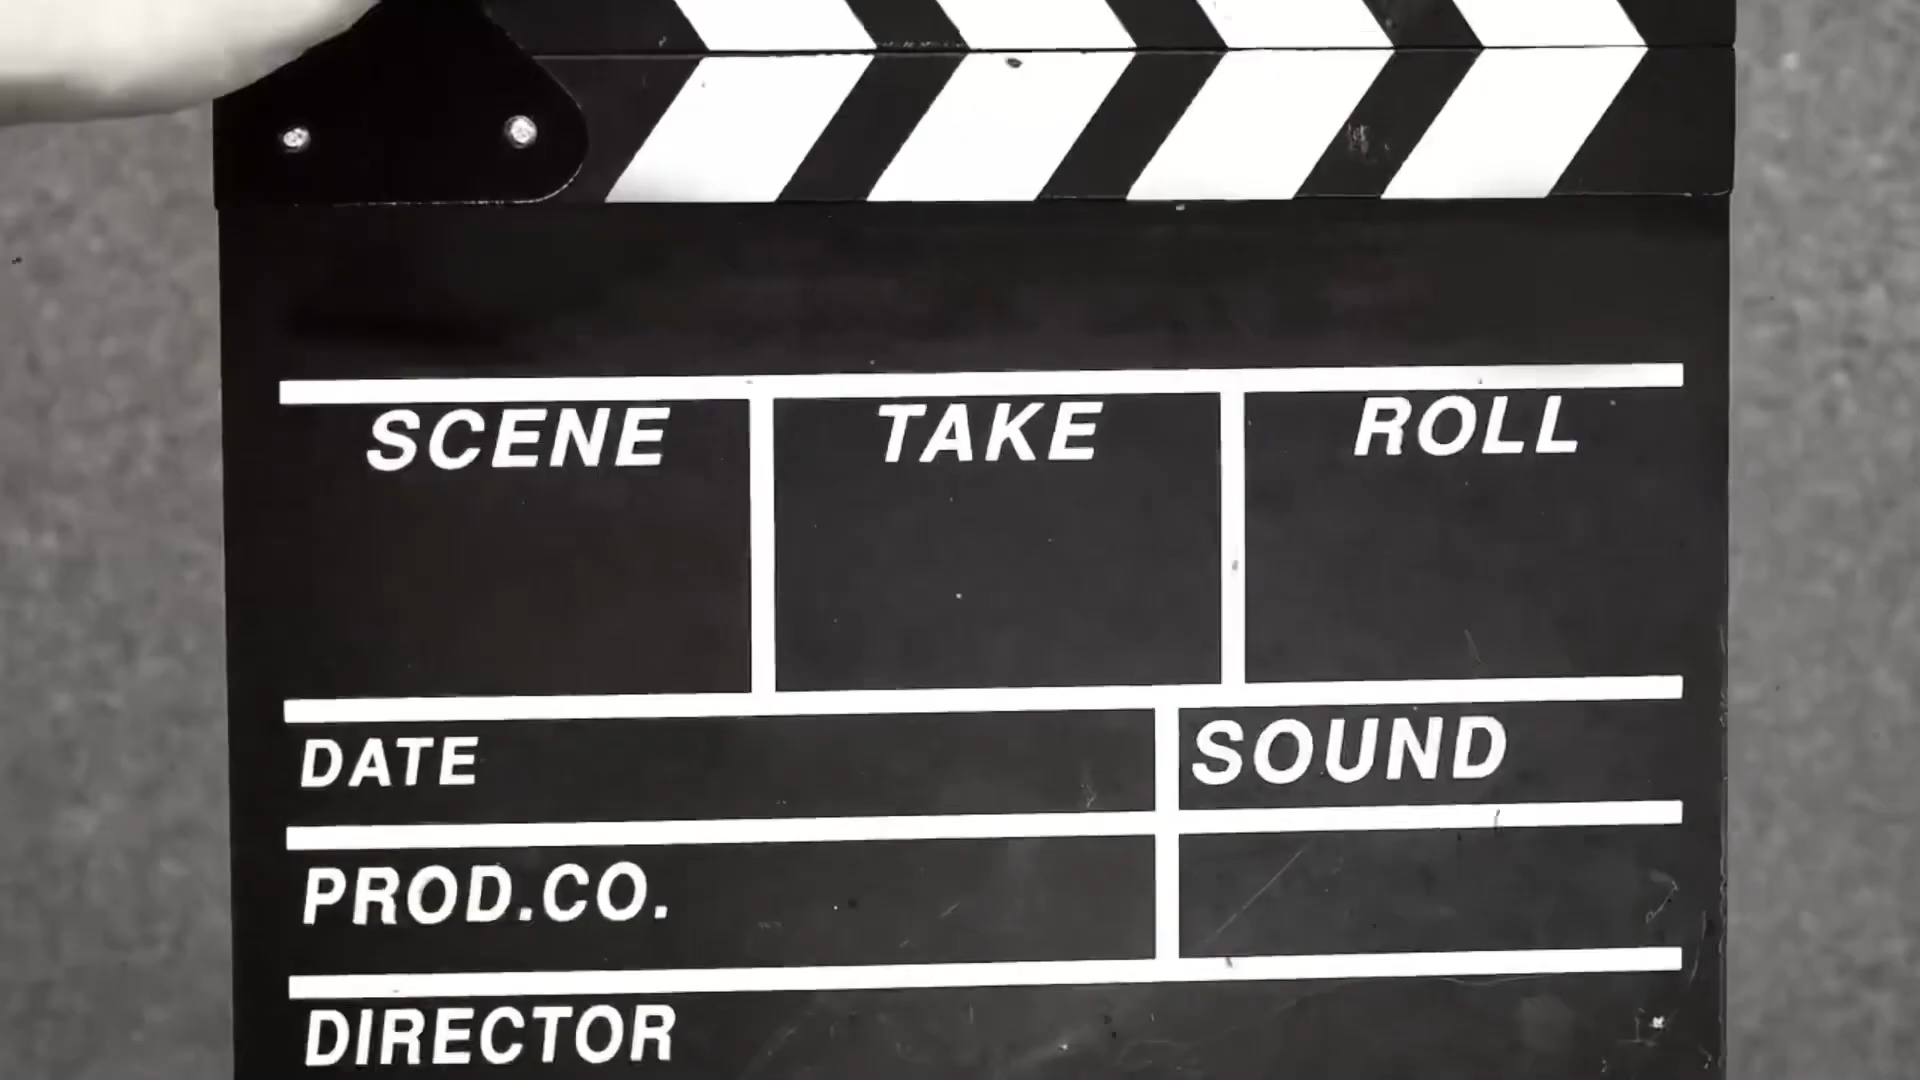 SCENE TAKE ROLL
DATE SOUND
PROD.CO.
DIRECTOR